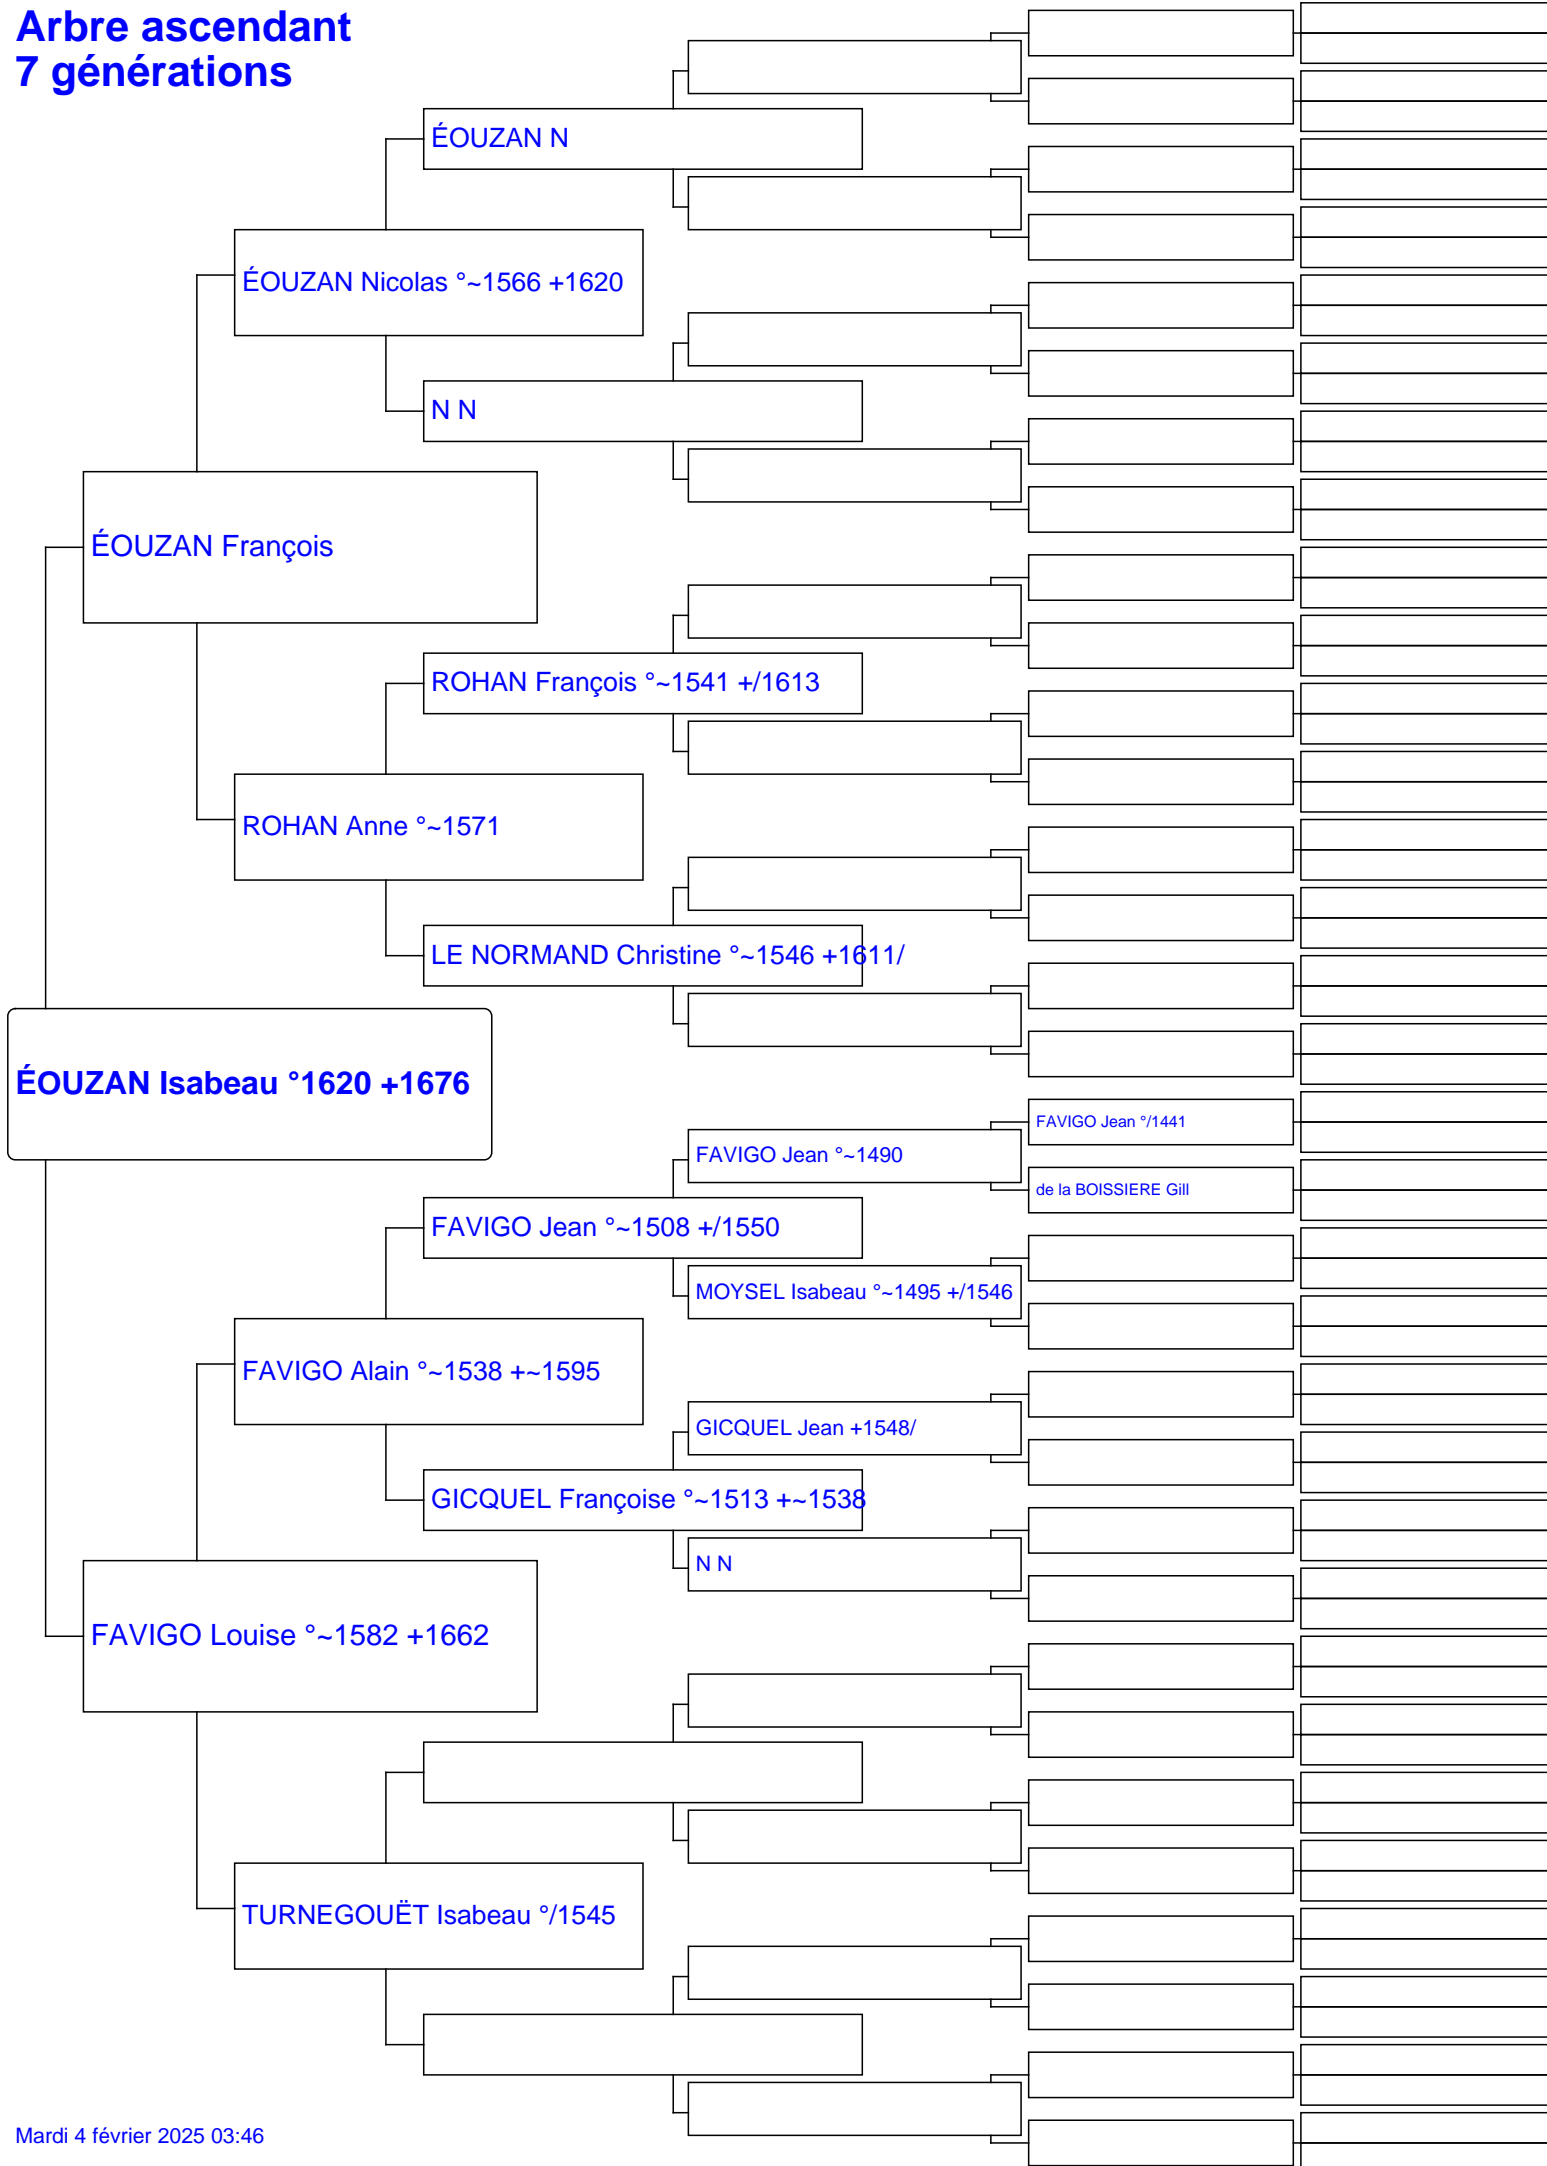 Arbre ascendant
7 générations
ÉOUZAN N
ÉOUZAN Nicolas °~1566 +1620
N N
ÉOUZAN François
ROHAN François °~1541 +/1613
ROHAN Anne °~1571
LE NORMAND Christine °~1546 +1611/
ÉOUZAN Isabeau °1620 +1676
FAVIGO Jean °/1441
FAVIGO Jean °~1490
de la BOISSIERE Gill
FAVIGO Jean °~1508 +/1550
MOYSEL Isabeau °~1495 +/1546
FAVIGO Alain °~1538 +~1595
GICQUEL Jean +1548/
GICQUEL Françoise °~1513 +~1538
N N
FAVIGO Louise °~1582 +1662
TURNEGOUËT Isabeau °/1545
Mardi 4 février 2025 03:46